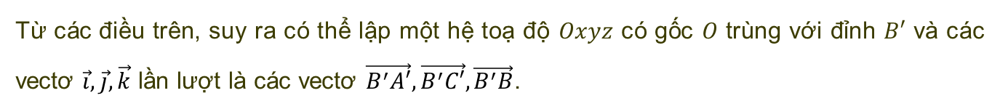 Từ các điều trên, suy ra có thể lập một hệ toạ độ Oxyz có gốc O trùng với đỉnh B′ và các
vectơ $\vec{\imath}, \vec{\jmath}, \vec{k}$ lần lượt là các vectơ $\overrightarrow{B'A'}, \overrightarrow{B'C'}, \overrightarrow{B'B}$.